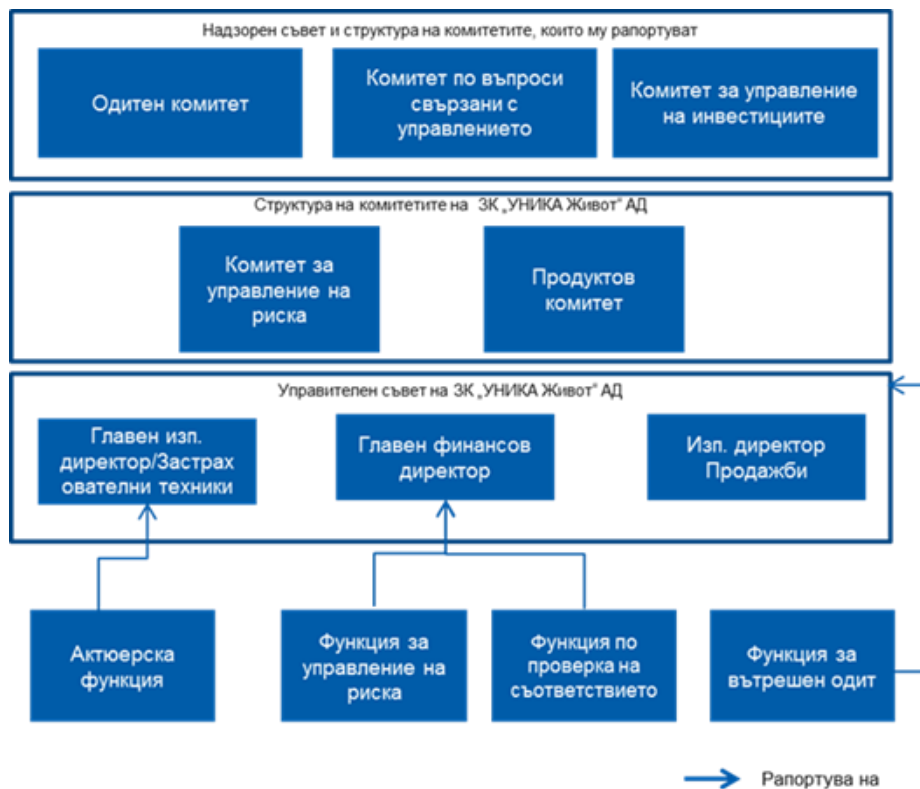 Надзорен съвет и структура на комитетите, които му рапортуват
Одитен комитет
Комитет по въпроси
свързани с
управлението
Комитет за управление
на инвестициите
Структура на комитетите на ЗК „УНИКА Живот“ АД
Комитет за
управление на
риска
Продуктов
комитет
Управителен съвет на ЗК „УНИКА Живот“ АД
Главен изп.
директор/Застрах
ователни техники
Главен финансов
директор
Изп. директор
Продажби
Актюерска
функция
Функция за
управление на
риска
Функция по
проверка на
съответствието
Функция за
вътрешен одит
Рапортува на